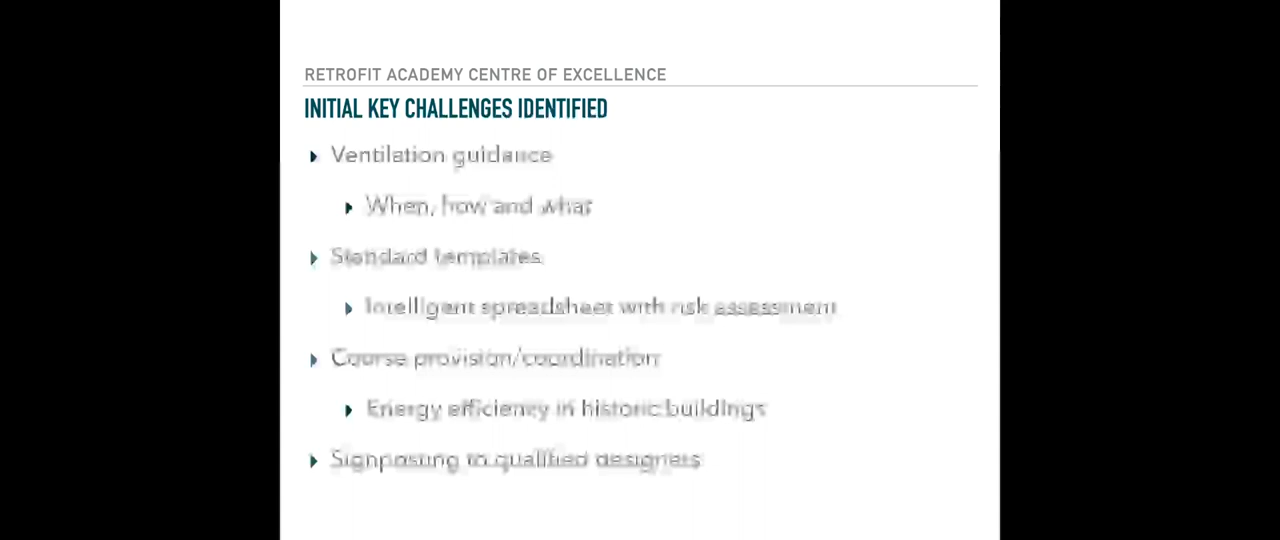 RETROFIT ACADEMY CENTRE OF EXCELLENCE
INITIAL KEY CHALLENGES IDENTIFIED
Ventilation guidance
When, how and what
Standard templates
Intelligent spreadsheet with risk assessment
Course provision/coordination
Energy efficiency in historic buildings
Signposting to qualified designers